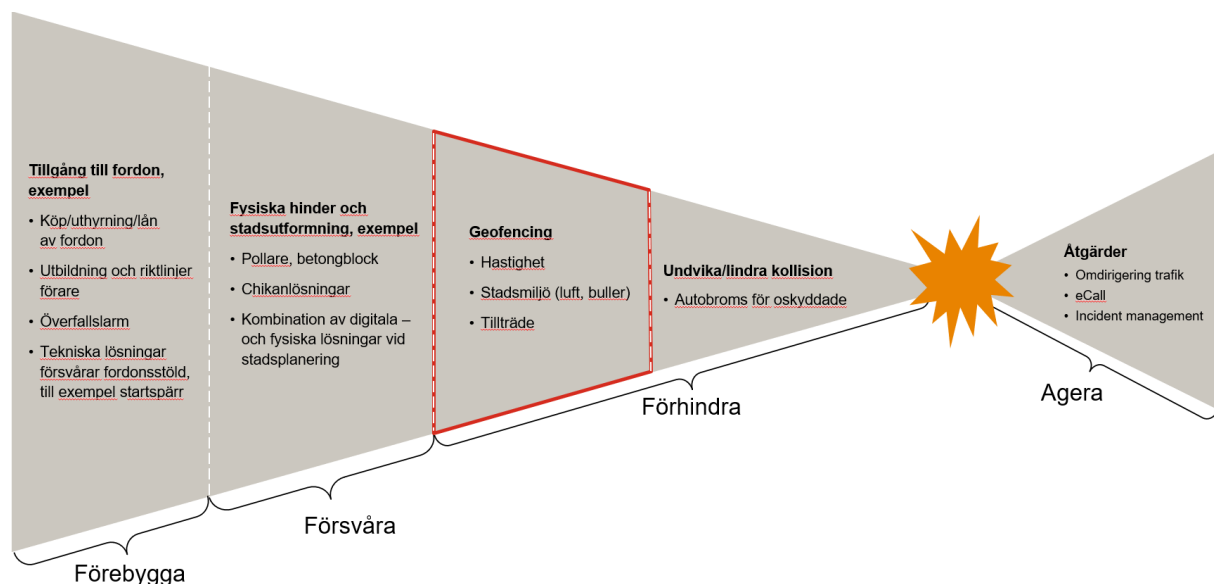 Tillgång till fordon,
exempel
• Köp/uthyrning/lån
av fordon
• Utbildning och riktlinjer
förare
• Överfallslarm
• Tekniska lösningar
försvårar fordonsstöld,
till exempel startspärr
Fysiska hinder och
stadsutformning, exempel
• Pollare, betongblock
• Chikanlösningar
• Kombination av digitala –
och fysiska lösningar vid
stadsplanering
Geofencing
• Hastighet
• Stadsmiljö (luft, buller)
• Tillträde
Undvika/lindra kollision
• Autobroms för oskyddade
Åtgärder
• Omdirigering trafik
• eCall
• Incident management
Förebygga
Försvåra
Förhindra
Agera